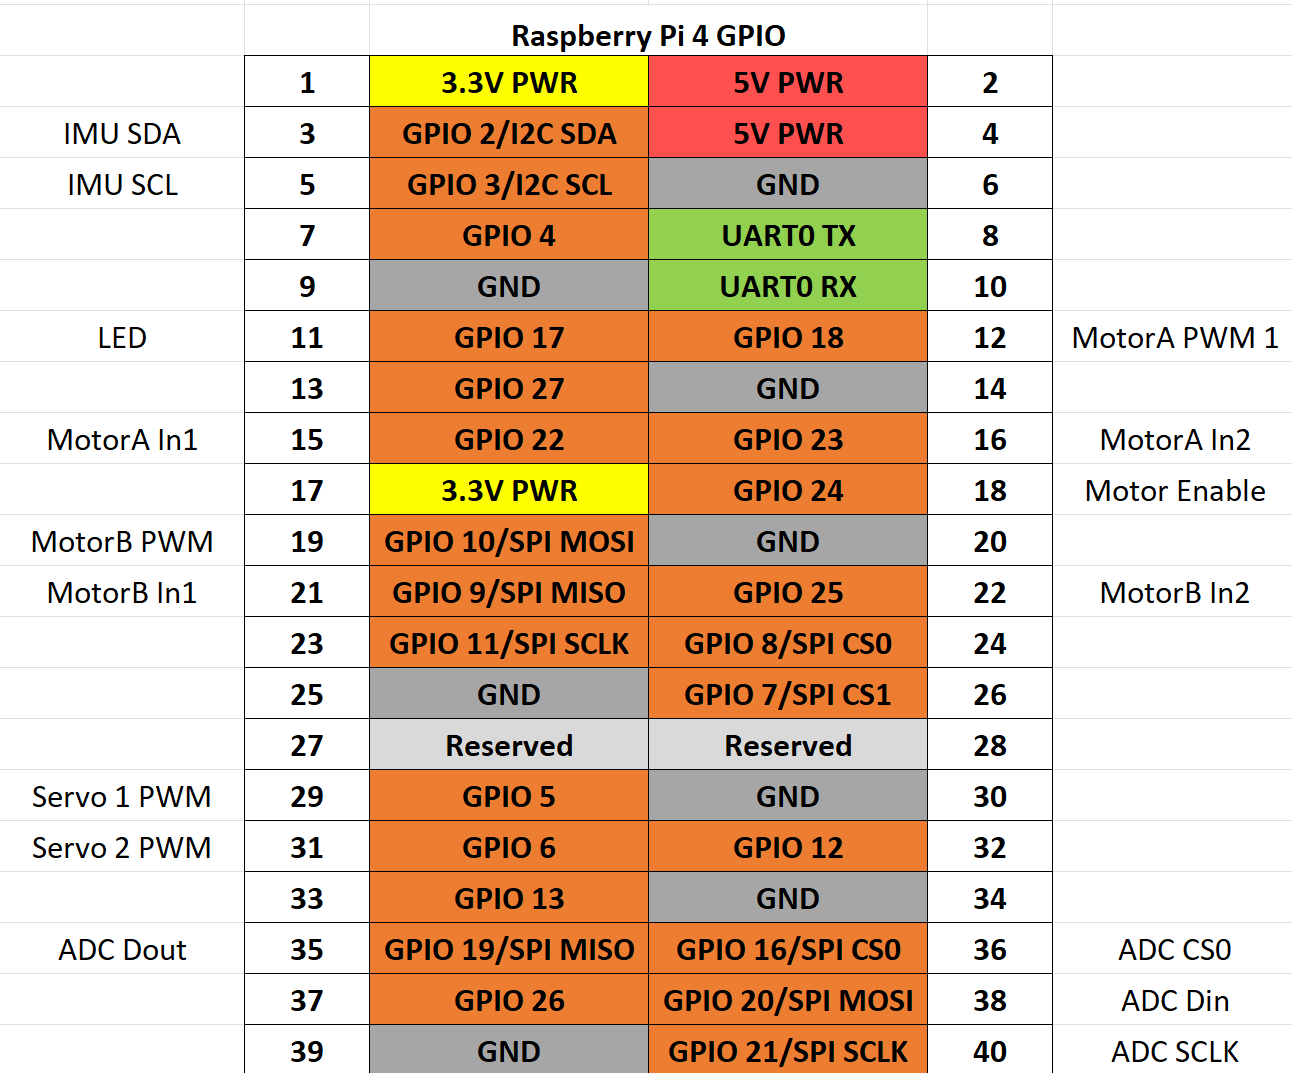 Raspberry Pi 4 GPIO
1 3.3V PWR 5V PWR 2
IMU SDA 3 GPIO 2/I2C SDA 5V PWR 4
IMU SCL 5 GPIO 3/I2C SCL GND 6
7 GPIO 4 UART0 TX 8
9 GND UART0 RX 10
LED 11 GPIO 17 GPIO 18 12 MotorA PWM 1
13 GPIO 27 GND 14
MotorA In1 15 GPIO 22 GPIO 23 16 MotorA In2
17 3.3V PWR GPIO 24 18 Motor Enable
MotorB PWM 19 GPIO 10/SPI MOSI GND 20
MotorB In1 21 GPIO 9/SPI MISO GPIO 25 22 MotorB In2
23 GPIO 11/SPI SCLK GPIO 8/SPI CS0 24
25 GND GPIO 7/SPI CS1 26
27 Reserved Reserved 28
Servo 1 PWM 29 GPIO 5 GND 30
Servo 2 PWM 31 GPIO 6 GPIO 12 32
33 GPIO 13 GND 34
ADC Dout 35 GPIO 19/SPI MISO GPIO 16/SPI CS0 36 ADC CS0
37 GPIO 26 GPIO 20/SPI MOSI 38 ADC Din
39 GND GPIO 21/SPI SCLK 40 ADC SCLK